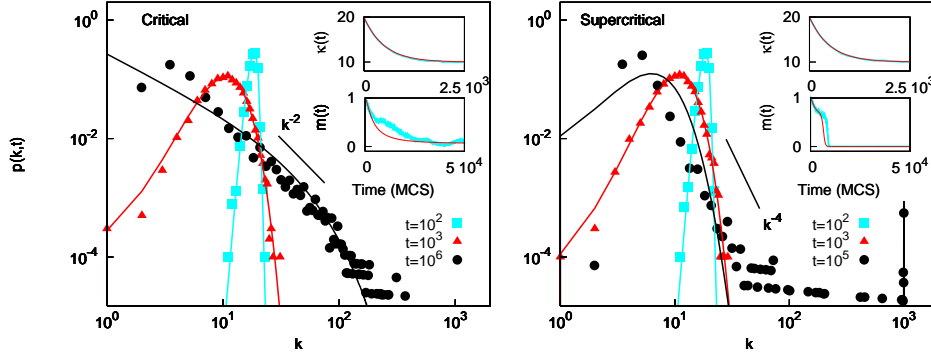 Critical
10^0
10^-2
10^-4
p(k,t)
10^0
10^1
10^2
10^3
k
k^-2
20
10
κ(t)
0
2.5 10^3
1
0
m(t)
0
5 10^4
Time (MCS)
t=10^2
t=10^3
t=10^6
Supercritical
10^0
10^-2
10^-4
10^0
10^1
10^2
10^3
k
k^-4
20
10
κ(t)
0
2.5 10^3
1
0
m(t)
0
5 10^4
Time (MCS)
t=10^2
t=10^3
t=10^5